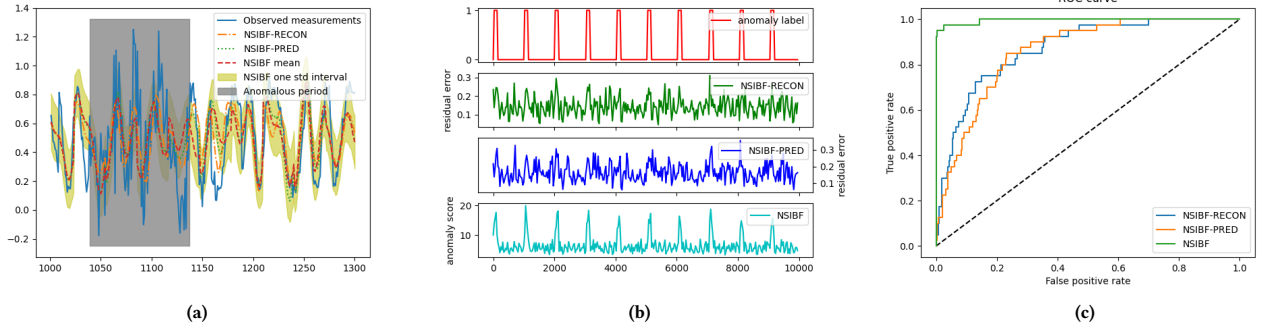 1.4
1.2
1.0
0.8
0.6
0.4
0.2
0.0
−0.2
1000
1050
1100
1150
1200
1250
1300
Observed measurements
NSIBF-RECON
NSIBF-PRED
NSIBF mean
NSIBF one std interval
Anomalous period
(a)
1
0
anomaly label
residual error
0.3
0.2
0.1
NSIBF-RECON
NSIBF-PRED
0.3
0.2
0.1
residual error
anomaly score
20
10
NSIBF
0
2000
4000
6000
8000
10000
(b)
True positive rate
1.0
0.8
0.6
0.4
0.2
0.0
NSIBF-RECON
NSIBF-PRED
NSIBF
0.0
0.2
0.4
0.6
0.8
1.0
False positive rate
(c)